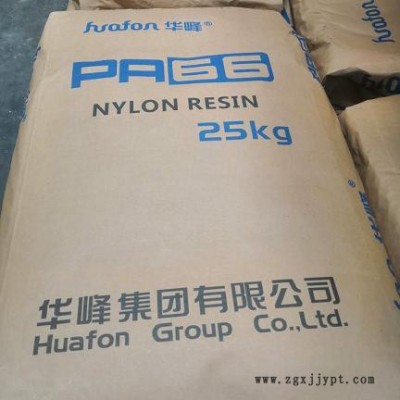 huafon 华峰®
PA66
NYLON RESIN
25kg
华峰集团有限公司
Huafon Group Co.,Ltd.
www.zgxjjypt.com